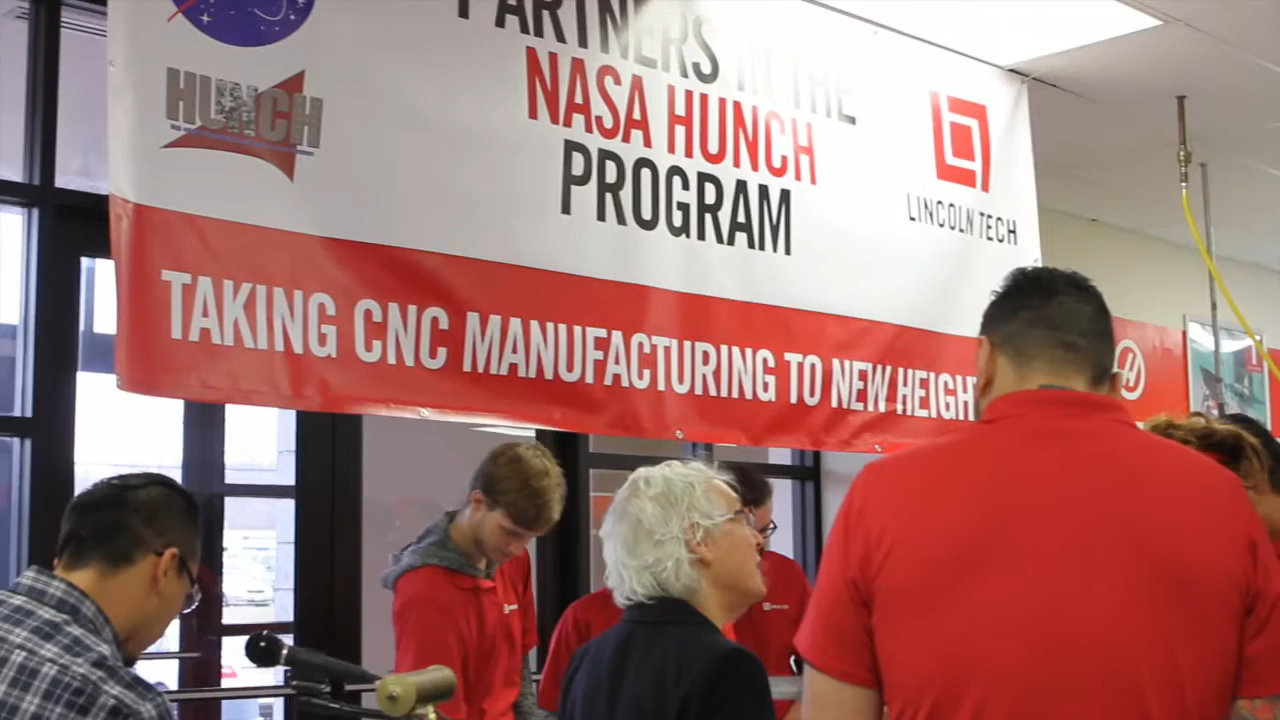 PARTNERS IN THE
NASA HUNCH
PROGRAM
HUNCH
LINCOLN TECH
TAKING CNC MANUFACTURING TO NEW HEIGHT